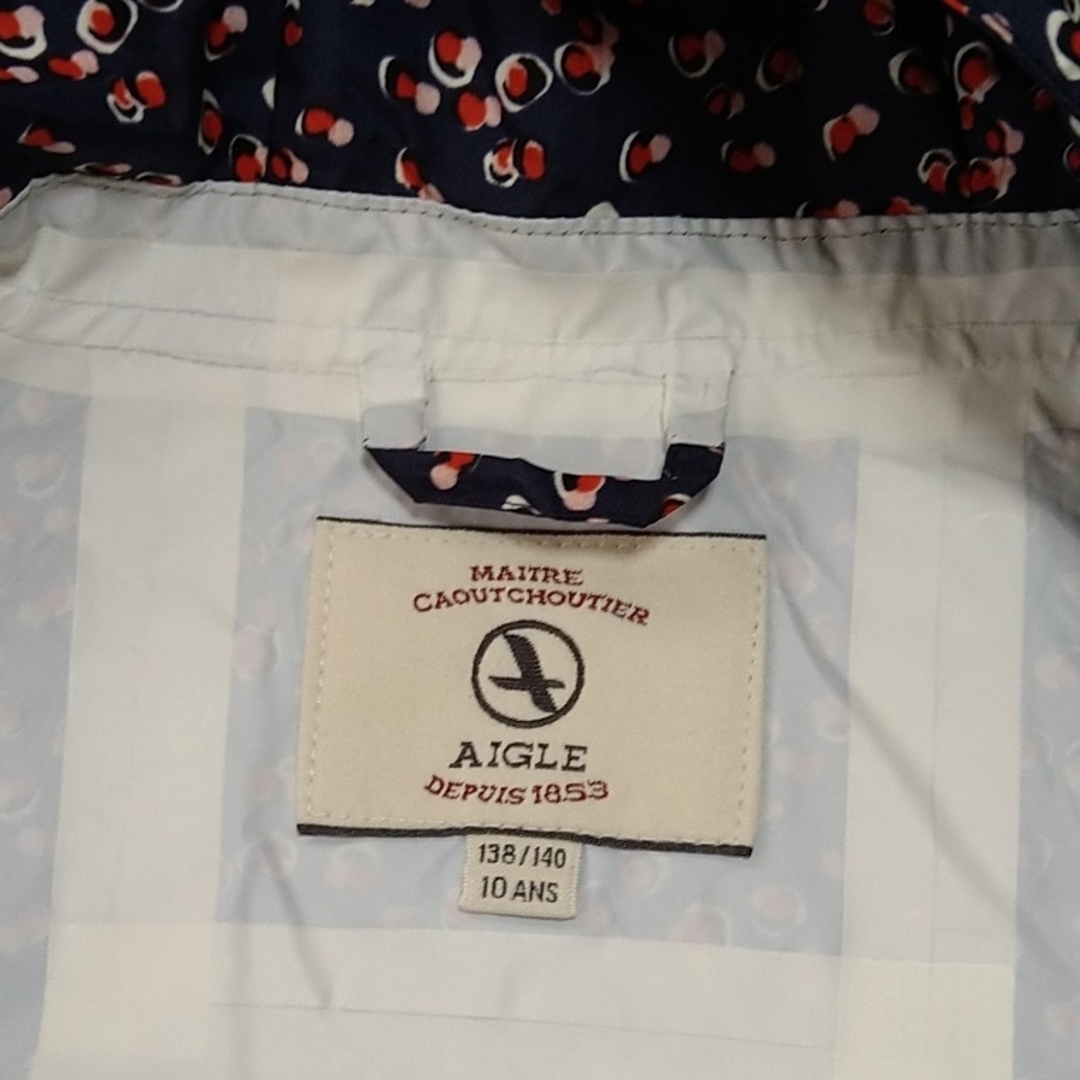 MAITRE
CAOUTCHOUTIER
AIGLE
DEPUIS 1853
138/140
10 ANS